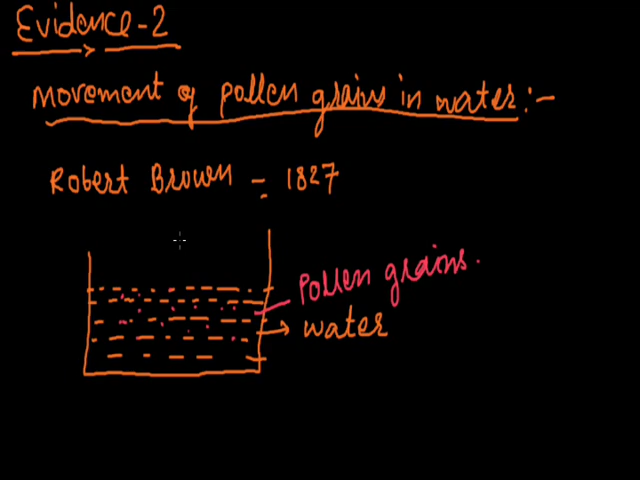 Evidence-2
Movement of pollen grains in water:-
Robert Brown - 1827
Pollen grains.
water